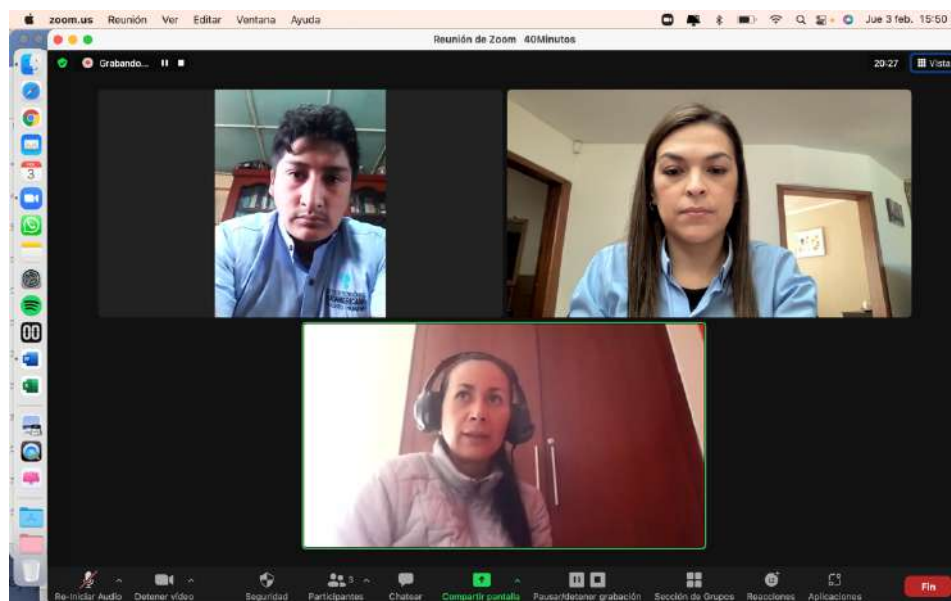 zoom.us Reunión Ver Editar Ventana Ayuda
Jue 3 feb. 15:50
Reunión de Zoom 40Minutos
Grabando...
20:27
Vista
3
Re-Iniciar Audio
Detener video
Seguridad
Participantes
3
Chatear
Compartir pantalla
Pausar/detener grabación
Sección de Grupos
Reacciones
Aplicaciones
Fin